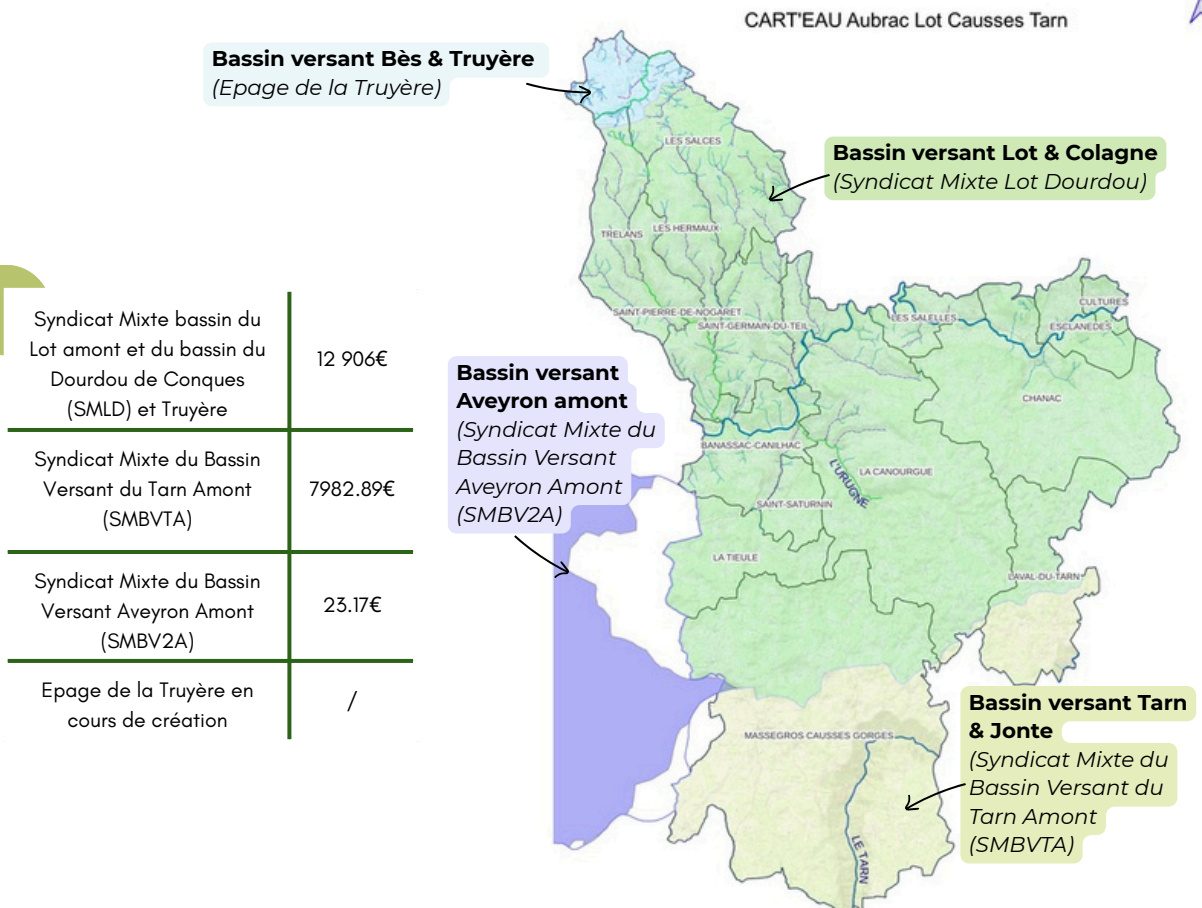 CART'EAU Aubrac Lot Causses Tarn
Bassin versant Bès & Truyère
(Epage de la Truyère)
Bassin versant Lot & Colagne
(Syndicat Mixte Lot Dourdou)
LES SALCES
TRELANS
LES HERMAUX
SAINT-PIERRE-DE-NOGARET
SAINT-GERMAIN-DU-TEIL
LES SALELLES
CULTURES
ESCLANEDES
CHANAC
BANASSAC-CANILHAC
LA CANOURGUE
L'URUGNE
SAINT-SATURNIN
LA TIEULE
LAVAL-DU-TARN
MASSEGROS CAUSSES GORGES
LE TARN
Bassin versant
Aveyron amont
(Syndicat Mixte du
Bassin Versant
Aveyron Amont
(SMBV2A)
Bassin versant Tarn
& Jonte
(Syndicat Mixte du
Bassin Versant du
Tarn Amont
(SMBVTA)
Syndicat Mixte bassin du
Lot amont et du bassin du
Dourdou de Conques
(SMLD) et Truyère
12 906€
Syndicat Mixte du Bassin
Versant du Tarn Amont
(SMBVTA)
7982.89€
Syndicat Mixte du Bassin
Versant Aveyron Amont
(SMBV2A)
23.17€
Epage de la Truyère en
cours de création
/